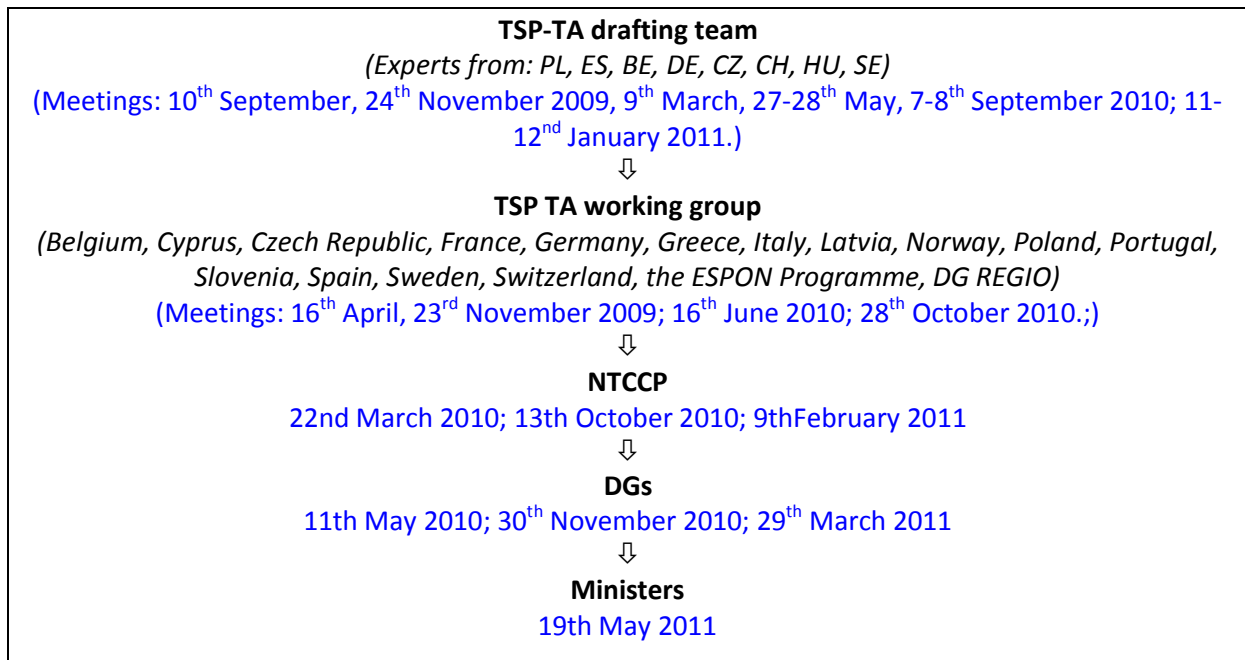 TSP-TA drafting team
(Experts from: PL, ES, BE, DE, CZ, CH, HU, SE)
(Meetings: 10th September, 24th November 2009, 9th March, 27-28th May, 7-8th September 2010; 11-
12nd January 2011.)
⇩
TSP TA working group
(Belgium, Cyprus, Czech Republic, France, Germany, Greece, Italy, Latvia, Norway, Poland, Portugal,
Slovenia, Spain, Sweden, Switzerland, the ESPON Programme, DG REGIO)
(Meetings: 16th April, 23rd November 2009; 16th June 2010; 28th October 2010.;)
⇩
NTCCP
22nd March 2010; 13th October 2010; 9thFebruary 2011
⇩
DGs
11th May 2010; 30th November 2010; 29th March 2011
⇩
Ministers
19th May 2011